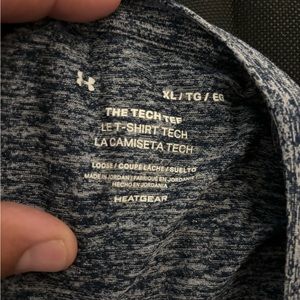 XL / TG / EG
THE TECH TEE
LE T-SHIRT TECH
LA CAMISETA TECH
LOOSE / COUPE LÂCHE / SUELTO
MADE IN JORDAN / FABRIQUÉ EN JORDANIE /
HECHO EN JORDANIA
HEATGEAR